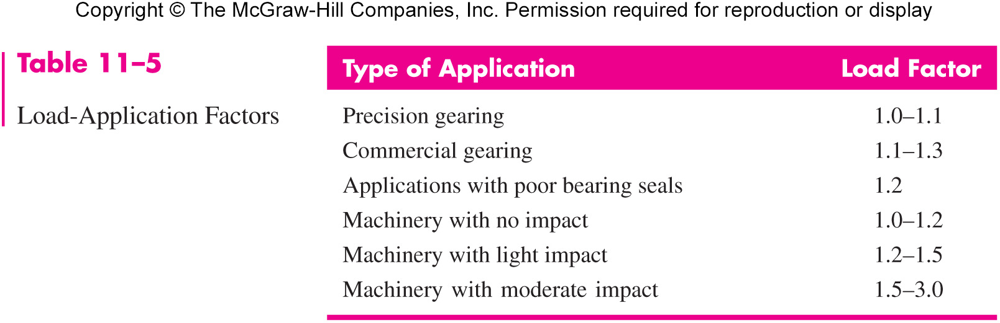 Copyright © The McGraw-Hill Companies, Inc. Permission required for reproduction or display
Table 11–5
Load-Application Factors
Type of Application Load Factor
Precision gearing 1.0–1.1
Commercial gearing 1.1–1.3
Applications with poor bearing seals 1.2
Machinery with no impact 1.0–1.2
Machinery with light impact 1.2–1.5
Machinery with moderate impact 1.5–3.0